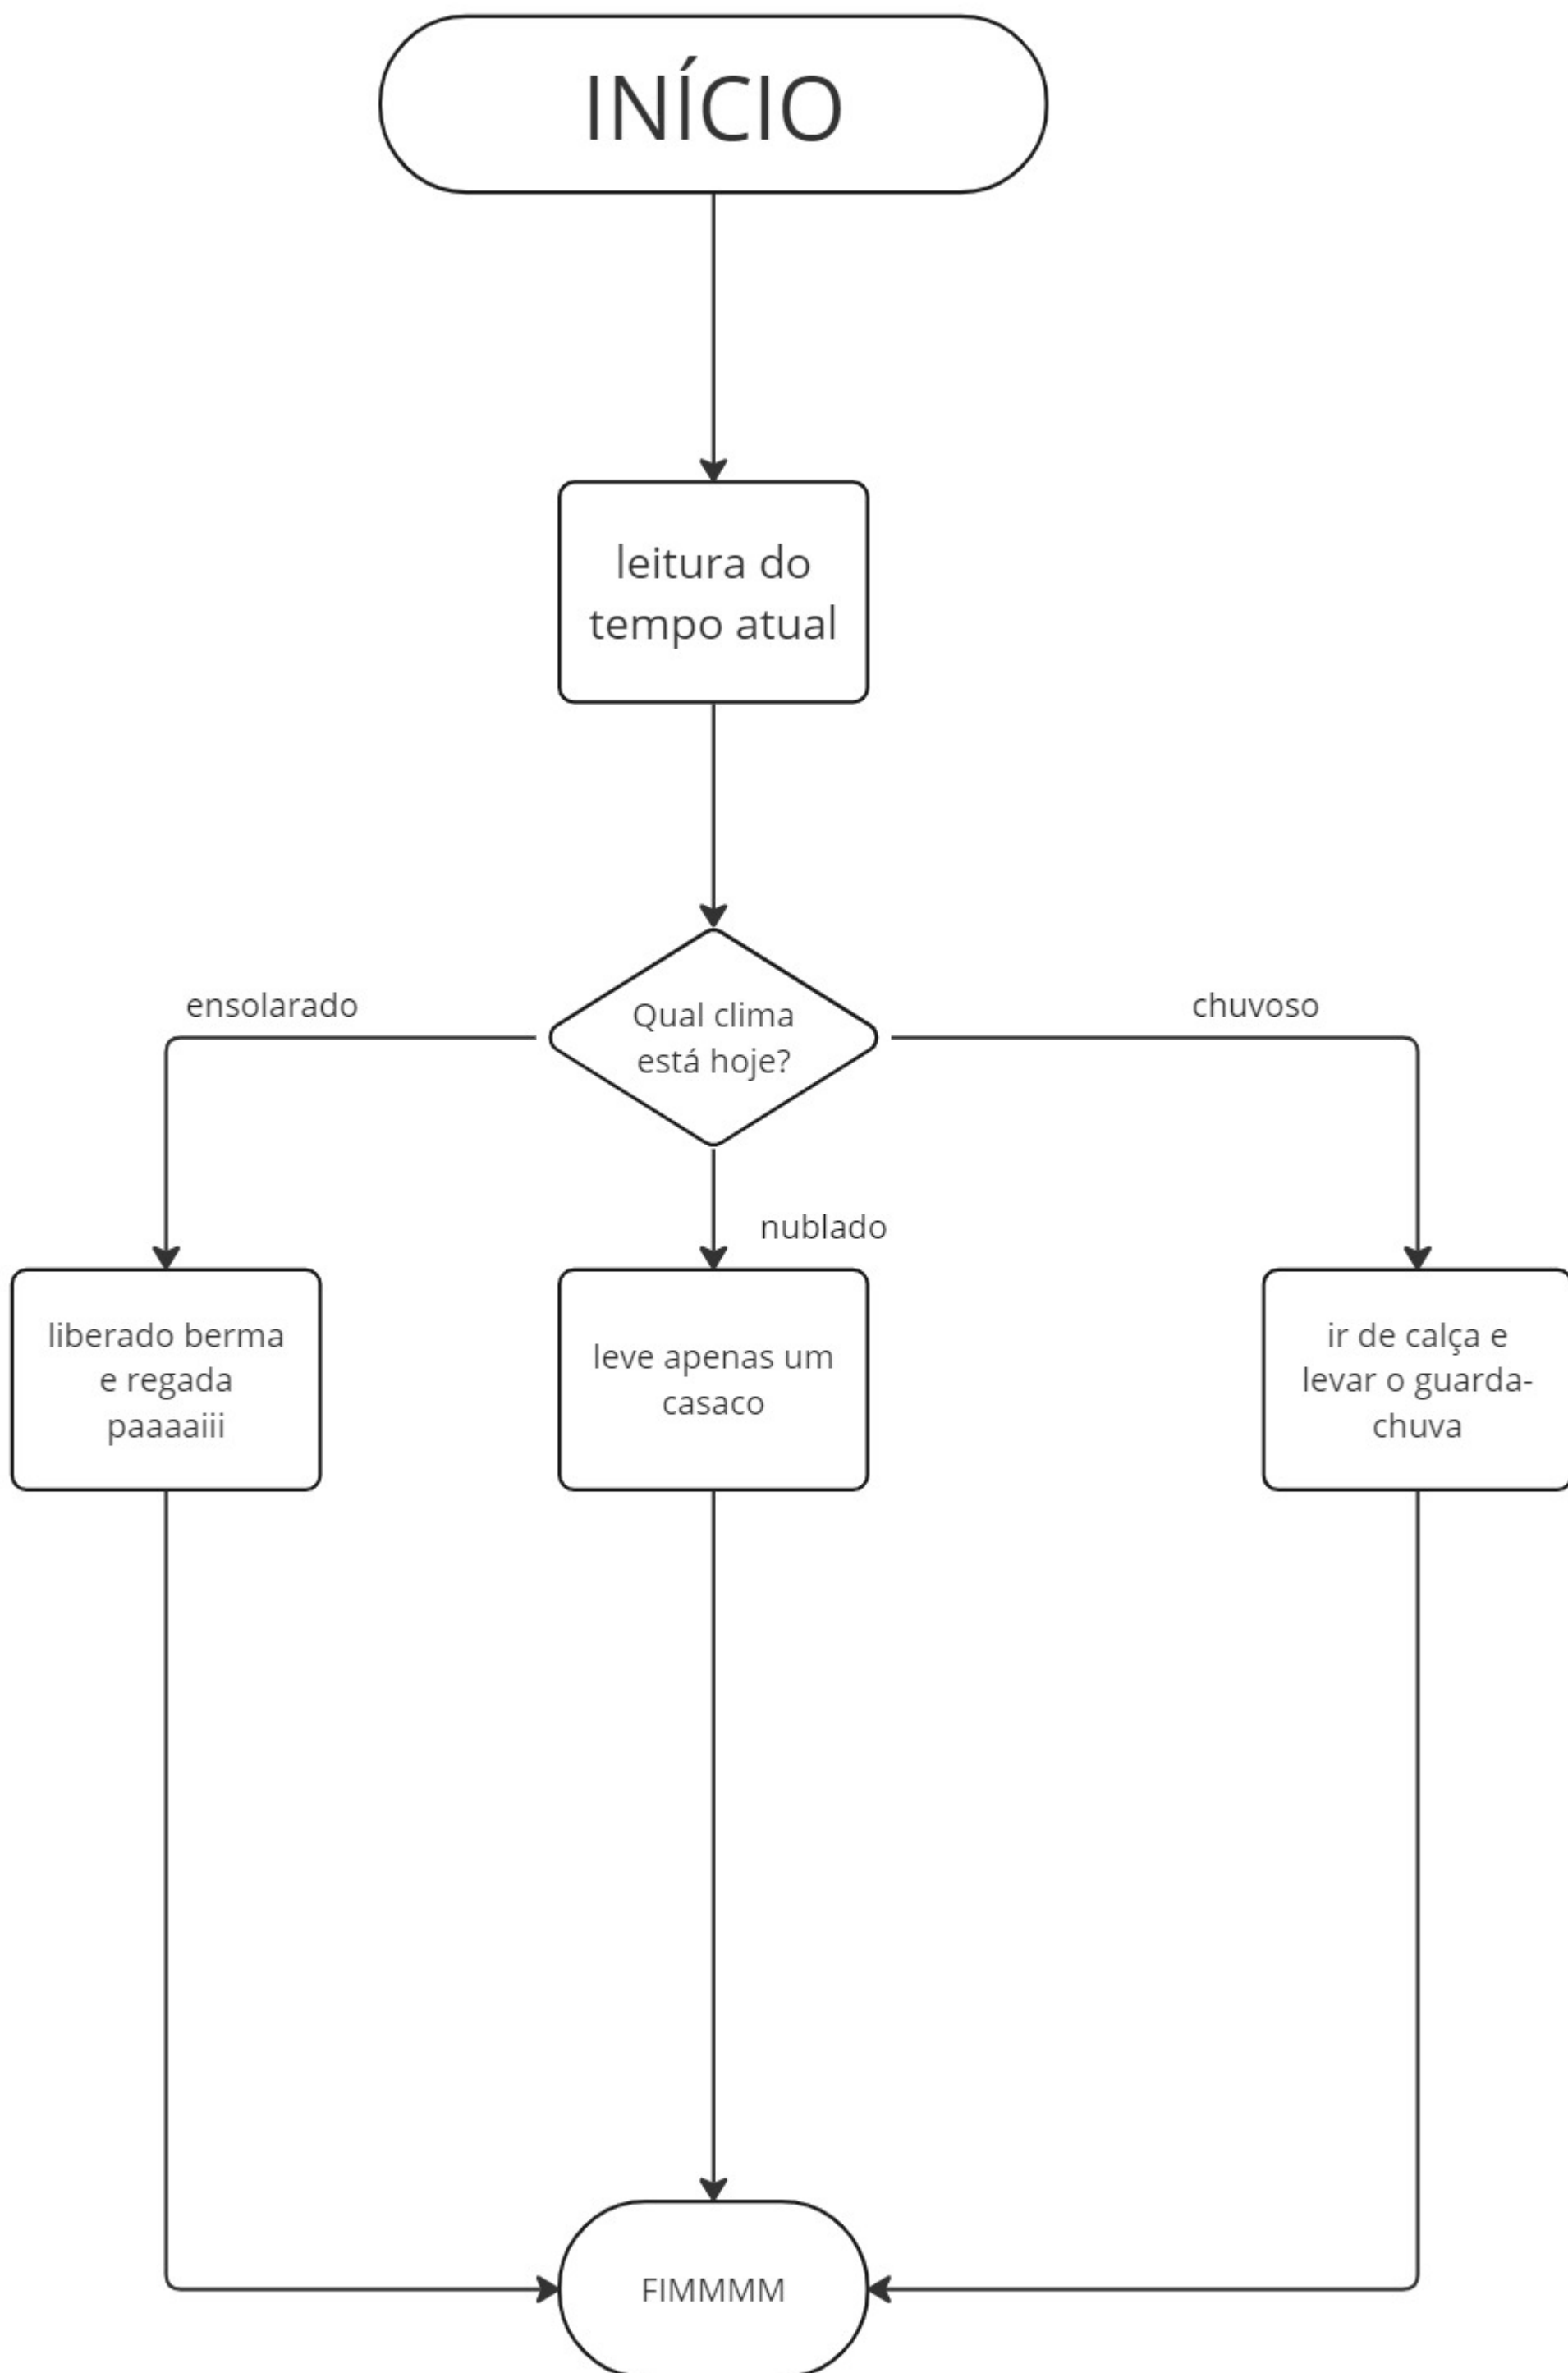 INÍCIO
leitura do
tempo atual
Qual clima
está hoje?
ensolarado
chuvoso
nublado
liberado berma
e regada
paaaaiii
leve apenas um
casaco
ir de calça e
levar o guarda-
chuva
FIMMMM